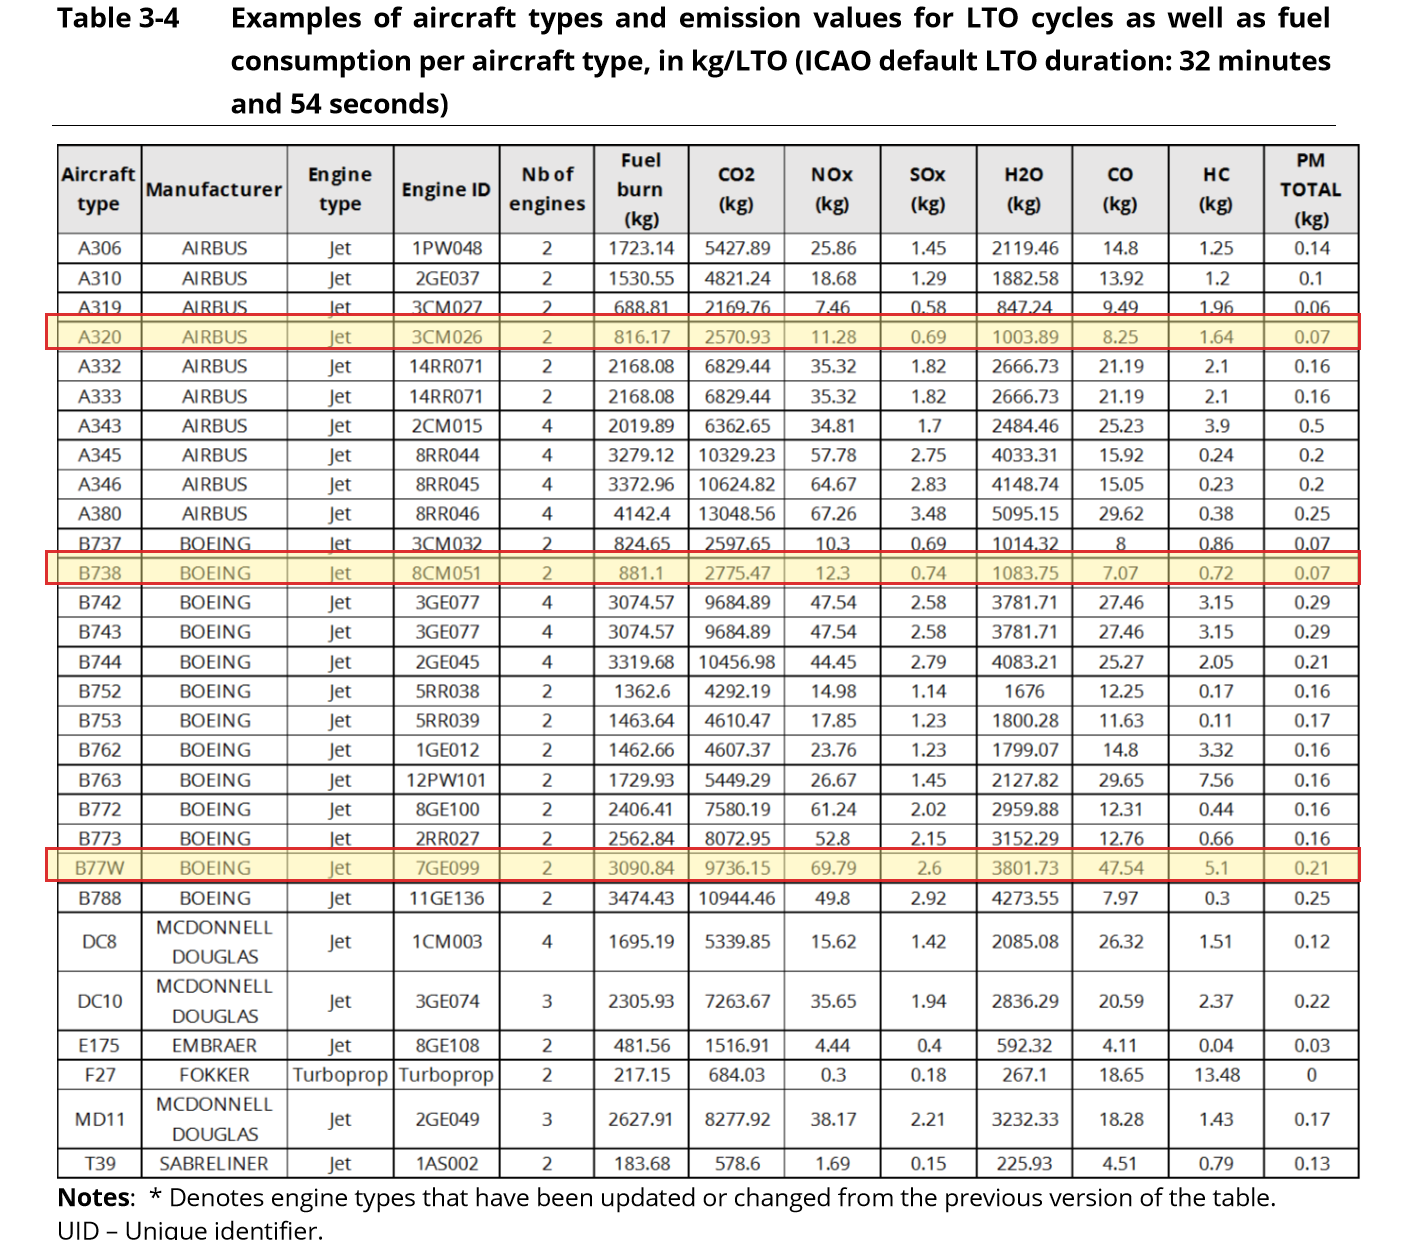 Table 3-4 Examples of aircraft types and emission values for LTO cycles as well as fuel
consumption per aircraft type, in kg/LTO (ICAO default LTO duration: 32 minutes
and 54 seconds)
Aircraft type Manufacturer Engine type Engine ID Nb of engines Fuel burn (kg) CO2 (kg) NOx (kg) SOx (kg) H2O (kg) CO (kg) HC (kg) PM TOTAL (kg)
A306 AIRBUS Jet 1PW048 2 1723.14 5427.89 25.86 1.45 2119.46 14.8 1.25 0.14
A310 AIRBUS Jet 2GE037 2 1530.55 4821.24 18.68 1.29 1882.58 13.92 1.2 0.1
A319 AIRBUS Jet 3CM027 2 688.81 2169.76 7.46 0.58 847.24 9.49 1.96 0.06
A320 AIRBUS Jet 3CM026 2 816.17 2570.93 11.28 0.69 1003.89 8.25 1.64 0.07
A332 AIRBUS Jet 14RR071 2 2168.08 6829.44 35.32 1.82 2666.73 21.19 2.1 0.16
A333 AIRBUS Jet 14RR071 2 2168.08 6829.44 35.32 1.82 2666.73 21.19 2.1 0.16
A343 AIRBUS Jet 2CM015 4 2019.89 6362.65 34.81 1.7 2484.46 25.23 3.9 0.5
A345 AIRBUS Jet 8RR044 4 3279.12 10329.23 57.78 2.75 4033.31 15.92 0.24 0.2
A346 AIRBUS Jet 8RR045 4 3372.96 10624.82 64.67 2.83 4148.74 15.05 0.23 0.2
A380 AIRBUS Jet 8RR046 4 4142.4 13048.56 67.26 3.48 5095.15 29.62 0.38 0.25
B737 BOEING Jet 3CM032 2 824.65 2597.65 10.3 0.69 1014.32 8 0.86 0.07
B738 BOEING Jet 8CM051 2 881.1 2775.47 12.3 0.74 1083.75 7.07 0.72 0.07
B742 BOEING Jet 3GE077 4 3074.57 9684.89 47.54 2.58 3781.71 27.46 3.15 0.29
B743 BOEING Jet 3GE077 4 3074.57 9684.89 47.54 2.58 3781.71 27.46 3.15 0.29
B744 BOEING Jet 2GE045 4 3319.68 10456.98 44.45 2.79 4083.21 25.27 2.05 0.21
B752 BOEING Jet 5RR038 2 1362.6 4292.19 14.98 1.14 1676 12.25 0.17 0.16
B753 BOEING Jet 5RR039 2 1463.64 4610.47 17.85 1.23 1800.28 11.63 0.11 0.17
B762 BOEING Jet 1GE012 2 1462.66 4607.37 23.76 1.23 1799.07 14.8 3.32 0.16
B763 BOEING Jet 12PW101 2 1729.93 5449.29 26.67 1.45 2127.82 29.65 7.56 0.16
B772 BOEING Jet 8GE100 2 2406.41 7580.19 61.24 2.02 2959.88 12.31 0.44 0.16
B773 BOEING Jet 2RR027 2 2562.84 8072.95 52.8 2.15 3152.29 12.76 0.66 0.16
B77W BOEING Jet 7GE099 2 3090.84 9736.15 69.79 2.6 3801.73 47.54 5.1 0.21
B788 BOEING Jet 11GE136 2 3474.43 10944.46 49.8 2.92 4273.55 7.97 0.3 0.25
DC8 MCDONNELL DOUGLAS Jet 1CM003 4 1695.19 5339.85 15.62 1.42 2085.08 26.32 1.51 0.12
DC10 MCDONNELL DOUGLAS Jet 3GE074 3 2305.93 7263.67 35.65 1.94 2836.29 20.59 2.37 0.22
E175 EMBRAER Jet 8GE108 2 481.56 1516.91 4.44 0.4 592.32 4.11 0.04 0.03
F27 FOKKER Turboprop Turboprop 2 217.15 684.03 0.3 0.18 267.1 18.65 13.48 0
MD11 MCDONNELL DOUGLAS Jet 2GE049 3 2627.91 8277.92 38.17 2.21 3232.33 18.28 1.43 0.17
T39 SABRELINER Jet 1AS002 2 183.68 578.6 1.69 0.15 225.93 4.51 0.79 0.13
Notes: * Denotes engine types that have been updated or changed from the previous version of the table.
UID – Unique identifier.